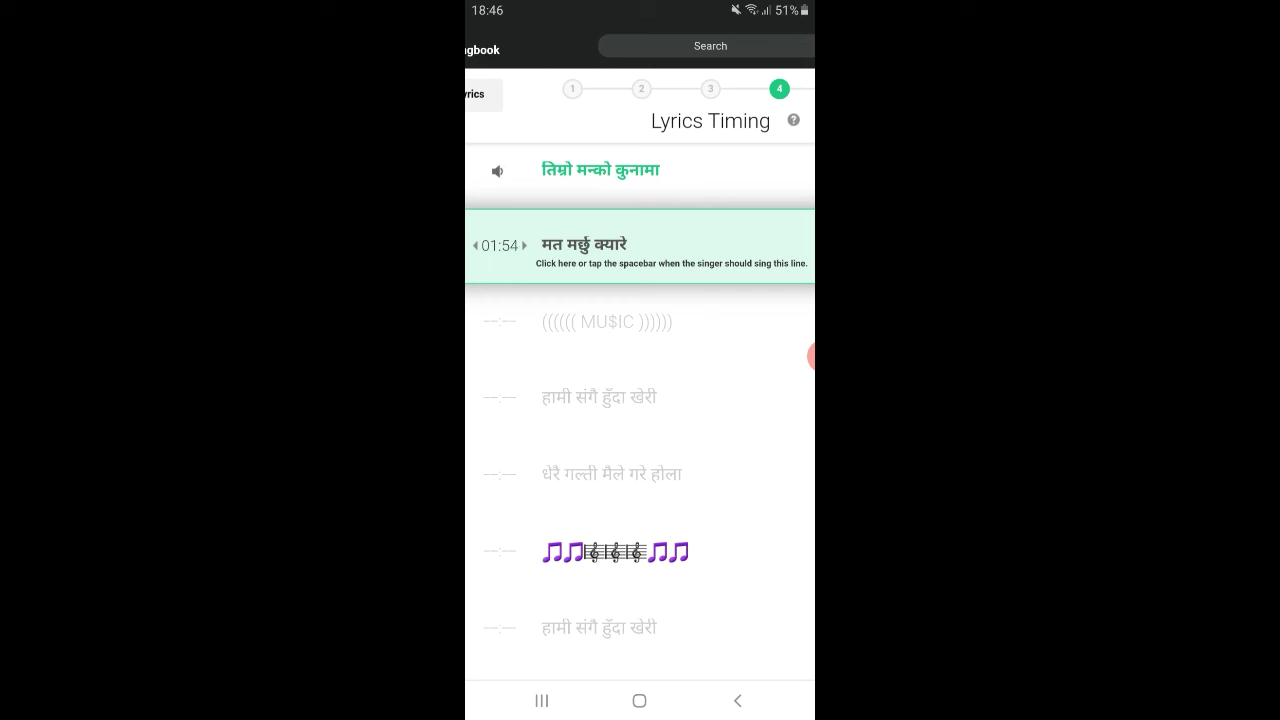 18:46
51%
ngbook
Search
yrics
1 2 3 4
Lyrics Timing ?
तिम्रो मन्को कुनामा
01:54 मत मर्छु क्यारे
Click here or tap the spacebar when the singer should sing this line.
--:-- (((((( MU$IC ))))))
--:-- हामी संगै हुँदा खेरी
--:-- धेरै गल्ती मैले गरे होला
--:-- 🎵🎵🎼🎼🎼🎵🎵
--:-- हामी संगै हुँदा खेरी